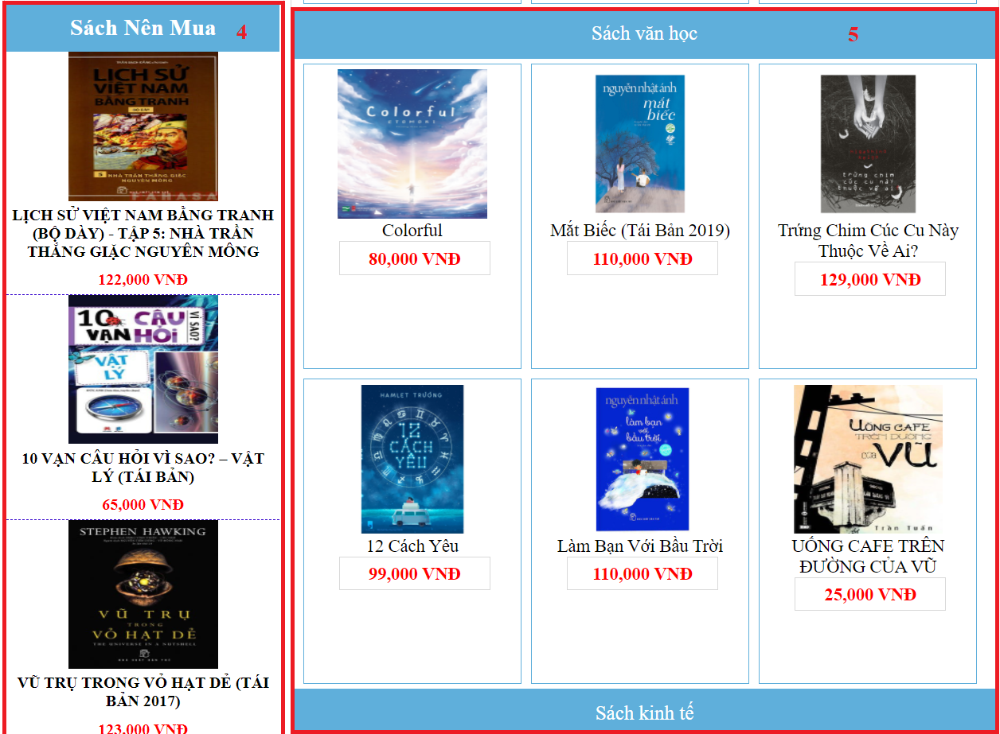 Sách Nên Mua 4
LỊCH SỬ
VIỆT NAM
BẰNG TRANH
BỘ DÀY
5 NHÀ TRẦN THẮNG GIẶC
NGUYÊN MÔNG
FAHASA
LỊCH SỬ VIỆT NAM BẰNG TRANH
(BỘ DÀY) - TẬP 5: NHÀ TRẦN
THẮNG GIẶC NGUYÊN MÔNG
122,000 VNĐ
10 VẠN CÂU HỎI VÌ SAO?
VẬT
LÝ
10 VẠN CÂU HỎI VÌ SAO? – VẬT
LÝ (TÁI BẢN)
65,000 VNĐ
STEPHEN HAWKING
VŨ TRỤ
TRONG
VỎ HẠT DẺ
THE UNIVERSE IN A NUTSHELL
VŨ TRỤ TRONG VỎ HẠT DẺ (TÁI
BẢN 2017)
123,000 VNĐ
Sách văn học 5
Colorful
ETO MORI
Colorful
80,000 VNĐ
nguyễn nhật ánh
mắt
biếc
Mắt Biếc (Tái Bản 2019)
110,000 VNĐ
trứng chim
cúc cu này
thuộc về ai?
Trứng Chim Cúc Cu Này
Thuộc Về Ai?
129,000 VNĐ
HAMLET TRƯƠNG
12
CÁCH
YÊU
12 Cách Yêu
99,000 VNĐ
nguyễn nhật ánh
làm bạn
với
bầu trời
Làm Bạn Với Bầu Trời
110,000 VNĐ
UỐNG CAFE
TRÊN ĐƯỜNG
CỦA VŨ
Trần Tuấn
UỐNG CAFE TRÊN
ĐƯỜNG CỦA VŨ
25,000 VNĐ
Sách kinh tế